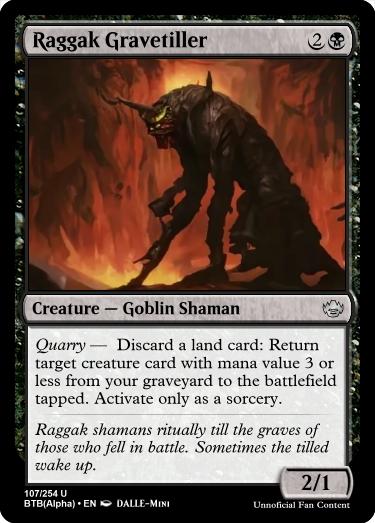 Raggak Gravetiller 2
Creature — Goblin Shaman
Quarry — Discard a land card: Return
target creature card with mana value 3 or
less from your graveyard to the battlefield
tapped. Activate only as a sorcery.
Raggak shamans ritually till the graves of
those who fell in battle. Sometimes the tilled
wake up.
2/1
107/254 U
BTB(Alpha) • EN DALLE-Mini Unofficial Fan Content